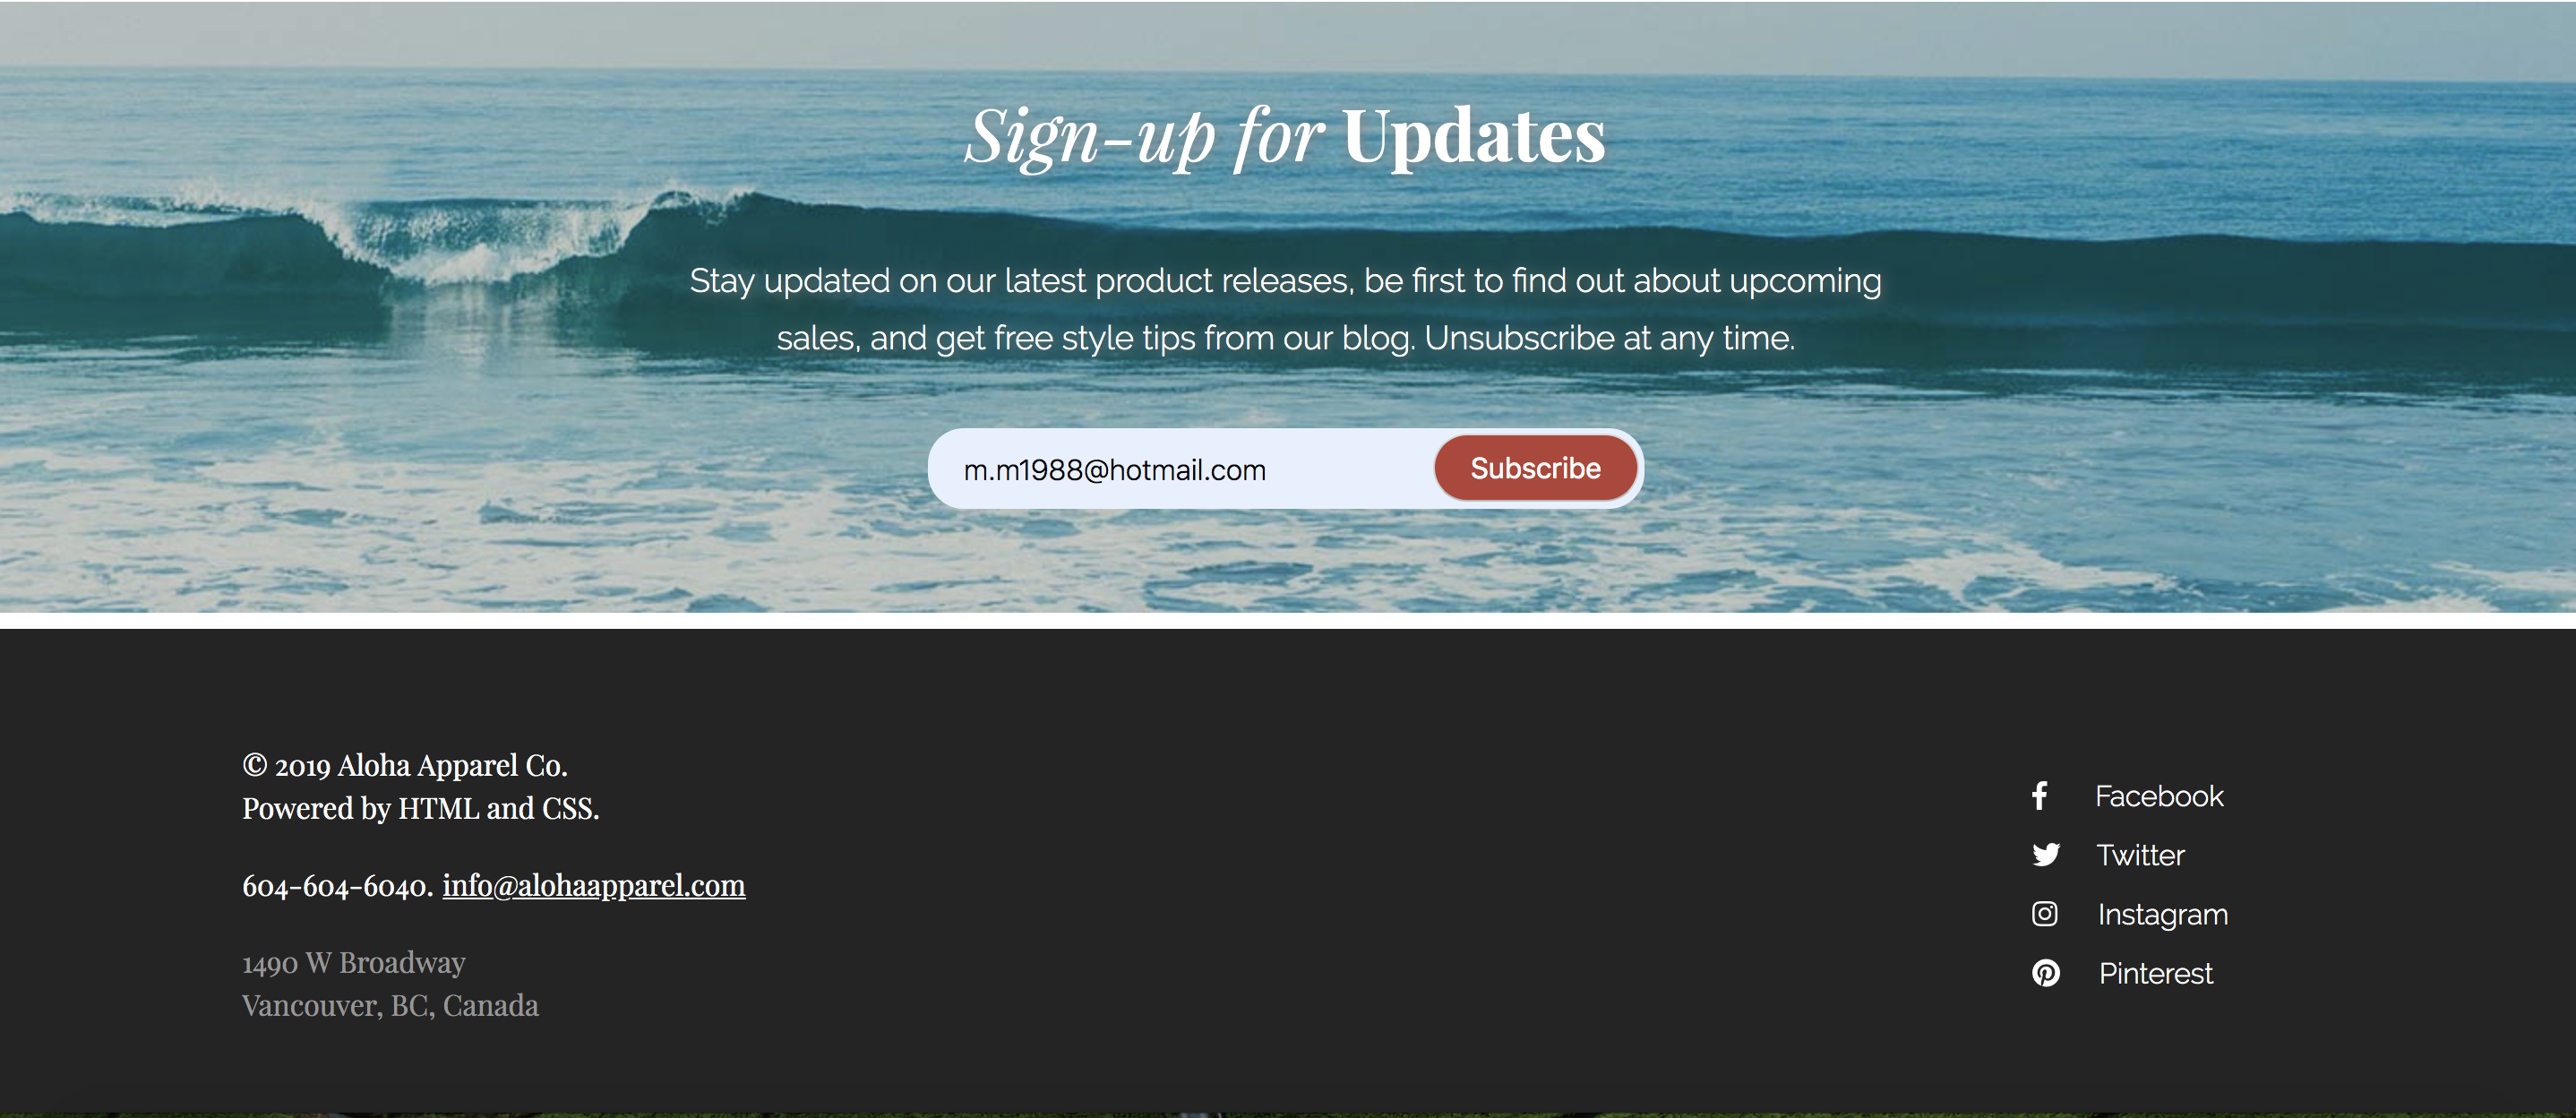 Sign-up for Updates
Stay updated on our latest product releases, be first to find out about upcoming
sales, and get free style tips from our blog. Unsubscribe at any time.
m.m1988@hotmail.com
Subscribe
© 2019 Aloha Apparel Co.
Powered by HTML and CSS.
604-604-6040. info@alohaapparel.com
1490 W Broadway
Vancouver, BC, Canada
Facebook
Twitter
Instagram
Pinterest